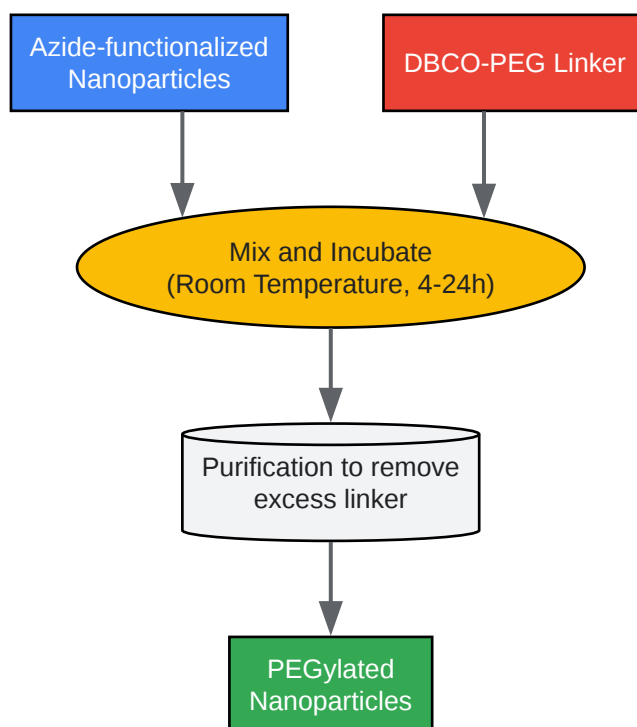 Azide-functionalized
Nanoparticles
DBCO-PEG Linker
Mix and Incubate
(Room Temperature, 4-24h)
Purification to remove
excess linker
PEGylated
Nanoparticles